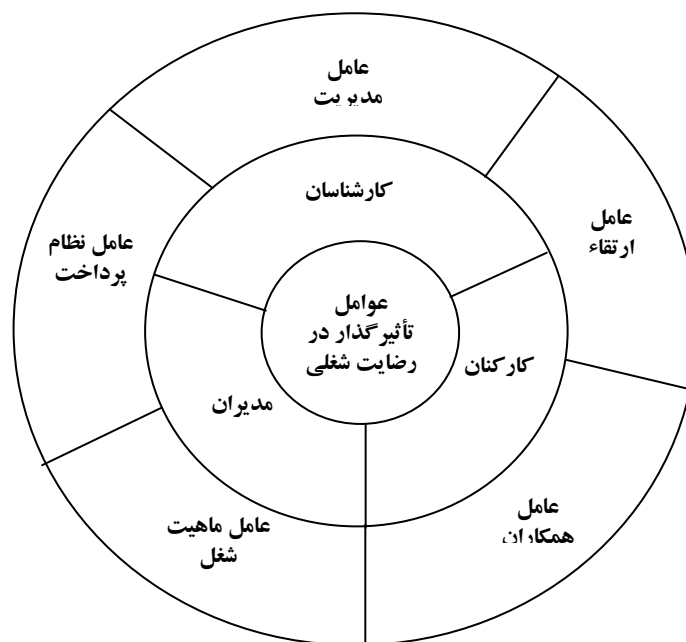 عامل
مدیریت
کارشناسان
عامل
ارتقاء
عامل نظام
پرداخت
عوامل
تأثیرگذار در
رضایت شغلی
کارکنان
مدیران
عامل
همکاران
عامل ماهیت
شغل